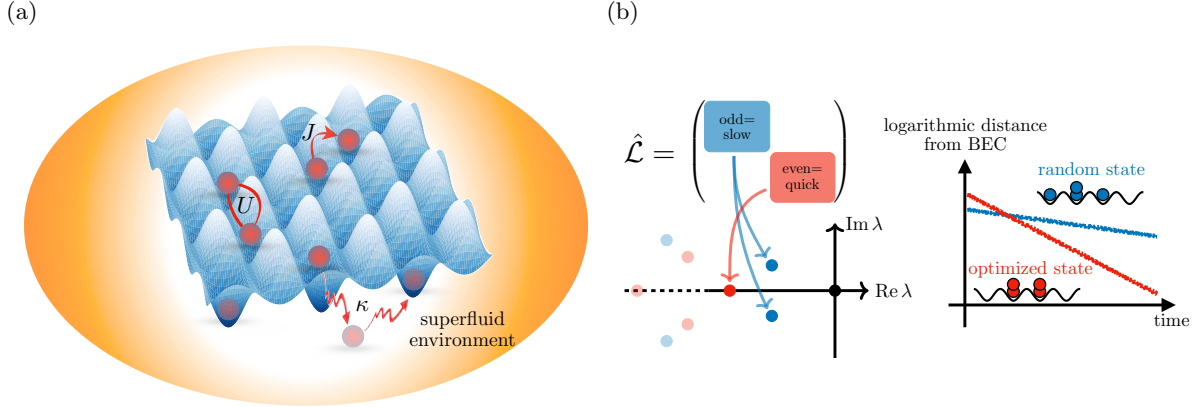 (a)
J
U
κ
superfluid
environment
(b)
ℒ̂ =
odd=
slow
even=
quick
Im λ
Re λ
logarithmic distance
from BEC
random state
optimized state
time